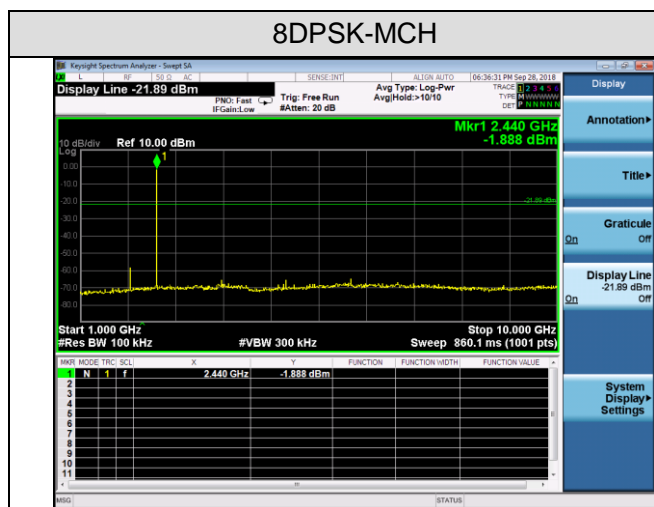 8DPSK-MCH
Keysight Spectrum Analyzer - Swept SA
L RF 50 Ω AC SENSE:INT ALIGN AUTO 06:36:31 PM Sep 28, 2018
Display Line -21.89 dBm
PNO: Fast
IFGain:Low
Trig: Free Run
#Atten: 20 dB
Avg Type: Log-Pwr
Avg|Hold:>10/10
TRACE 1 2 3 4 5 6
TYPE M WWWWW
DET P N N N N N
Mkr1 2.440 GHz
-1.888 dBm
10 dB/div Ref 10.00 dBm
Log
1
0.00
-10.0
-20.0
-21.89 dBm
-30.0
-40.0
-50.0
-60.0
-70.0
-80.0
Start 1.000 GHz Stop 10.000 GHz
#Res BW 100 kHz #VBW 300 kHz Sweep 860.1 ms (1001 pts)
MKR MODE TRC SCL X Y FUNCTION FUNCTION WIDTH FUNCTION VALUE
1 N 1 f 2.440 GHz -1.888 dBm
2
3
4
5
6
7
8
9
10
11
MSG STATUS
Display
Annotation
Title
Graticule
On Off
Display Line
-21.89 dBm
On Off
System
Display
Settings